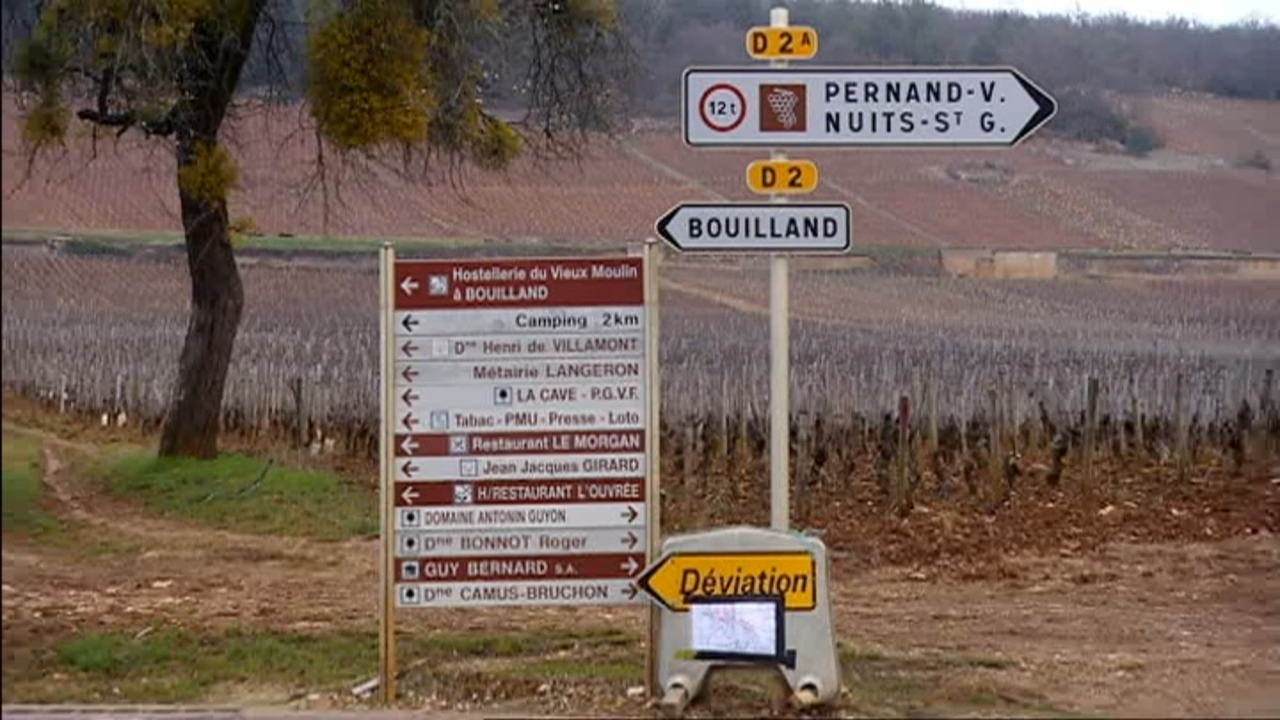 D 2 A
12 t
PERNAND-V.
NUITS-ST G.
D 2
BOUILLAND
Hostellerie du Vieux Moulin
à BOUILLAND
Camping 2km
Dne Henri de VILLAMONT
Métairie LANGERON
LA CAVE - P.G.V.F.
Tabac - PMU - Presse - Loto
Restaurant LE MORGAN
Jean Jacques GIRARD
H/RESTAURANT L'OUVRÉE
DOMAINE ANTONIN GUYON
Dne BONNOT Roger
GUY BERNARD S.A.
Dne CAMUS-BRUCHON
Déviation